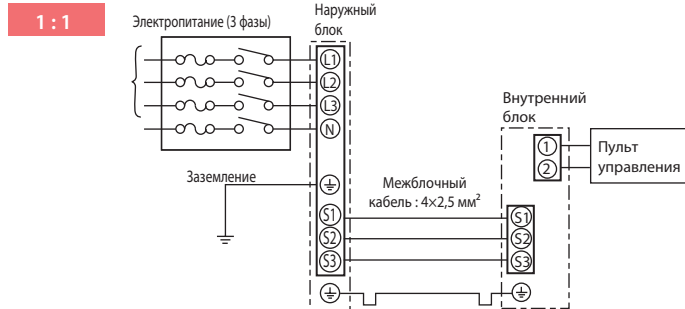 1 : 1
Электропитание (3 фазы)
Наружный
блок
L1
L2
L3
N
Заземление
Межблочный
кабель : 4×2,5 мм²
S1
S2
S3
Внутренний
блок
1
2
Пульт
управления
S1
S2
S3